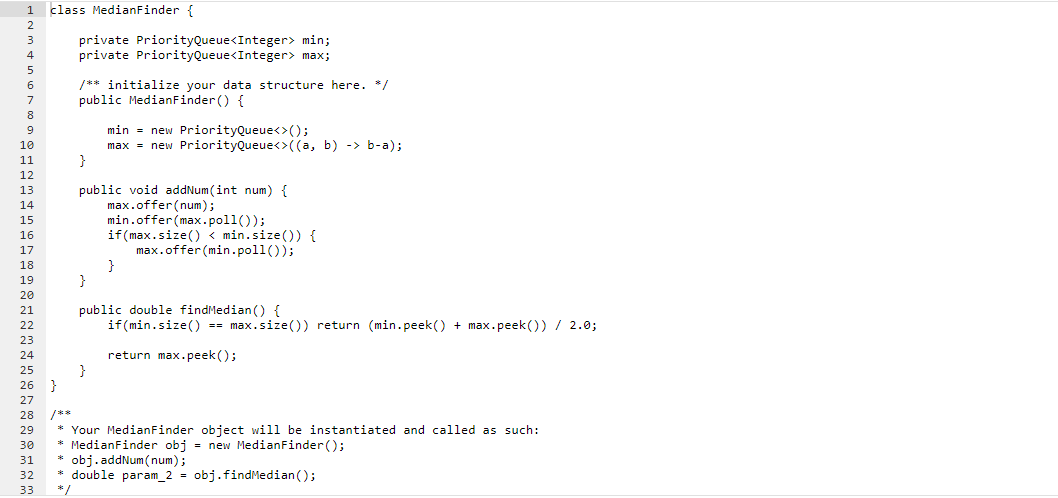 1 class MedianFinder {
2
3     private PriorityQueue<Integer> min;
4     private PriorityQueue<Integer> max;
5
6     /** initialize your data structure here. */
7     public MedianFinder() {
8
9         min = new PriorityQueue<>();
10         max = new PriorityQueue<>((a, b) -> b-a);
11     }
12
13     public void addNum(int num) {
14         max.offer(num);
15         min.offer(max.poll());
16         if(max.size() < min.size()) {
17             max.offer(min.poll());
18         }
19     }
20
21     public double findMedian() {
22         if(min.size() == max.size()) return (min.peek() + max.peek()) / 2.0;
23
24         return max.peek();
25     }
26 }
27
28 /**
29  * Your MedianFinder object will be instantiated and called as such:
30  * MedianFinder obj = new MedianFinder();
31  * obj.addNum(num);
32  * double param_2 = obj.findMedian();
33  */